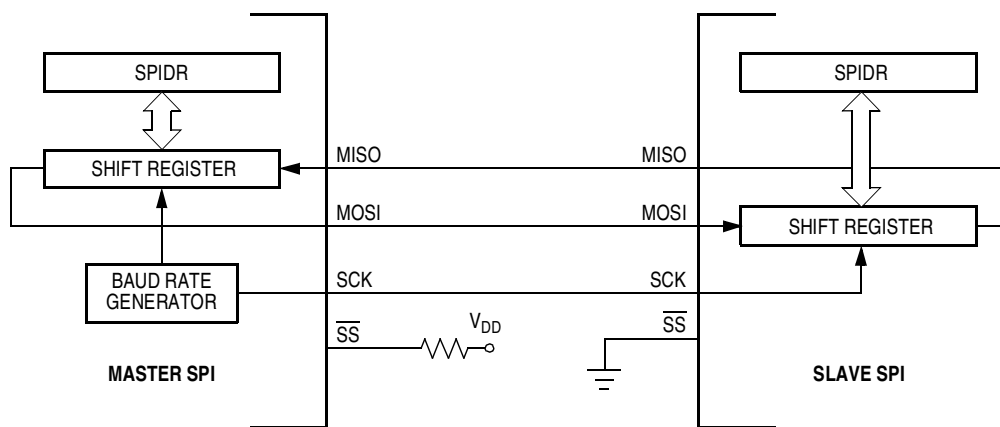 SPIDR
SHIFT REGISTER
BAUD RATE
GENERATOR
MASTER SPI
MISO
MOSI
SCK
SS
VDD
MISO
MOSI
SCK
SS
SPIDR
SHIFT REGISTER
SLAVE SPI